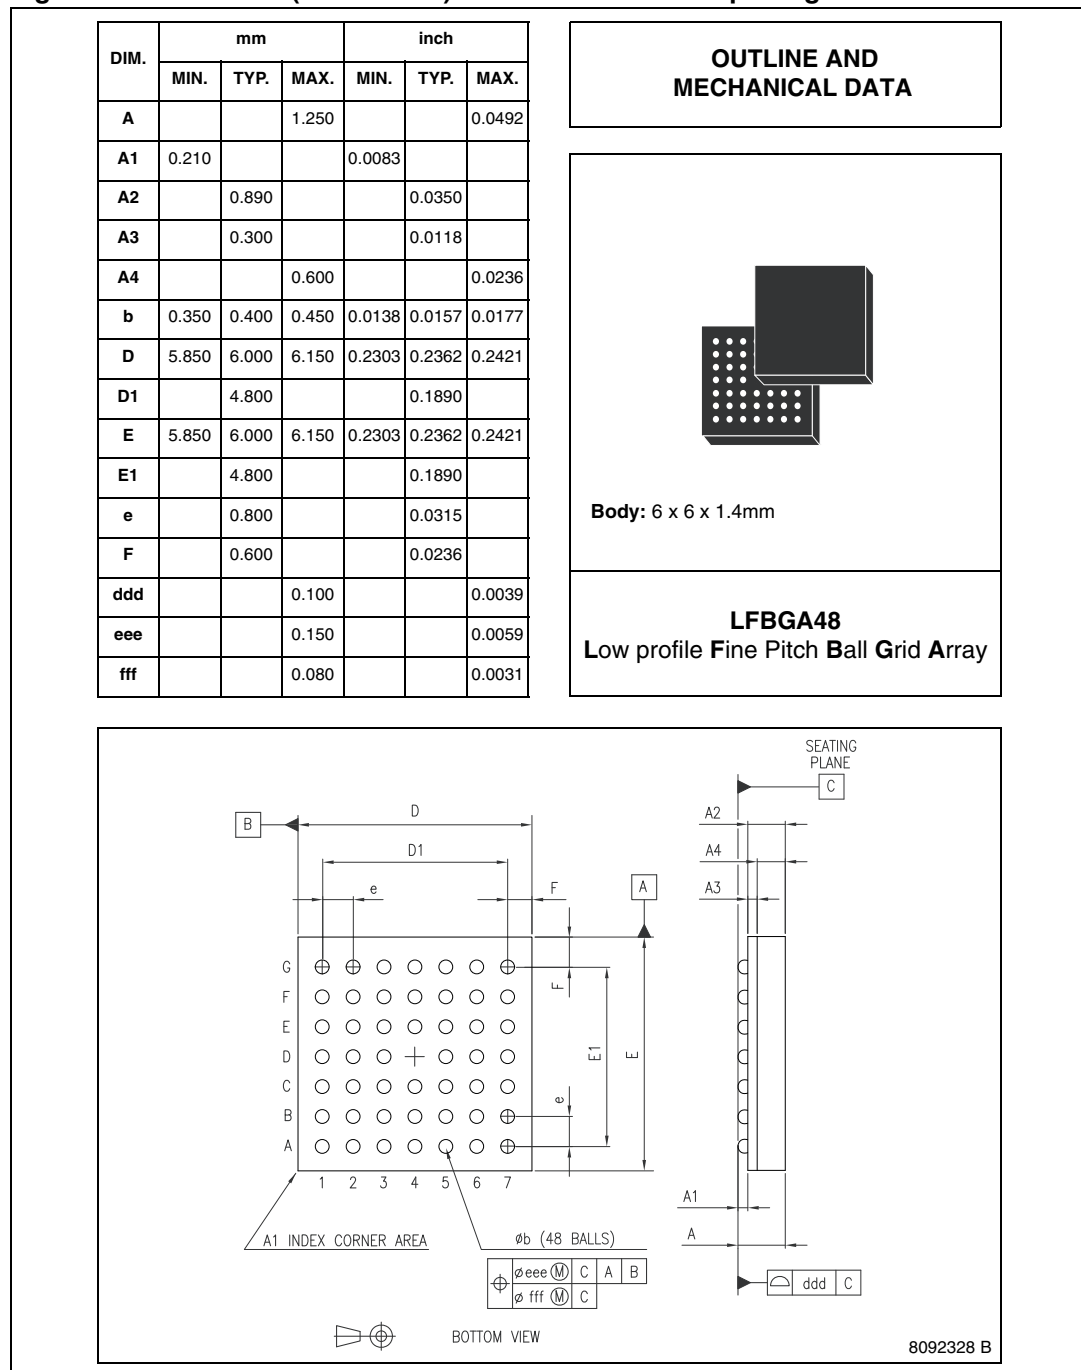 DIM. mm inch
MIN. TYP. MAX. MIN. TYP. MAX.
A 1.250 0.0492
A1 0.210 0.0083
A2 0.890 0.0350
A3 0.300 0.0118
A4 0.600 0.0236
b 0.350 0.400 0.450 0.0138 0.0157 0.0177
D 5.850 6.000 6.150 0.2303 0.2362 0.2421
D1 4.800 0.1890
E 5.850 6.000 6.150 0.2303 0.2362 0.2421
E1 4.800 0.1890
e 0.800 0.0315
F 0.600 0.0236
ddd 0.100 0.0039
eee 0.150 0.0059
fff 0.080 0.0031
OUTLINE AND
MECHANICAL DATA
Body: 6 x 6 x 1.4mm
LFBGA48
Low profile Fine Pitch Ball Grid Array
SEATING
PLANE
C
B
D
A2
D1
A4
e
F
A
A3
G
F
F
E
D
E1
E
C
e
B
A
1 2 3 4 5 6 7
A1
A
A1 INDEX CORNER AREA
øb (48 BALLS)
ø eee Ⓜ C A B
ø fff Ⓜ C
ddd C
BOTTOM VIEW
8092328 B